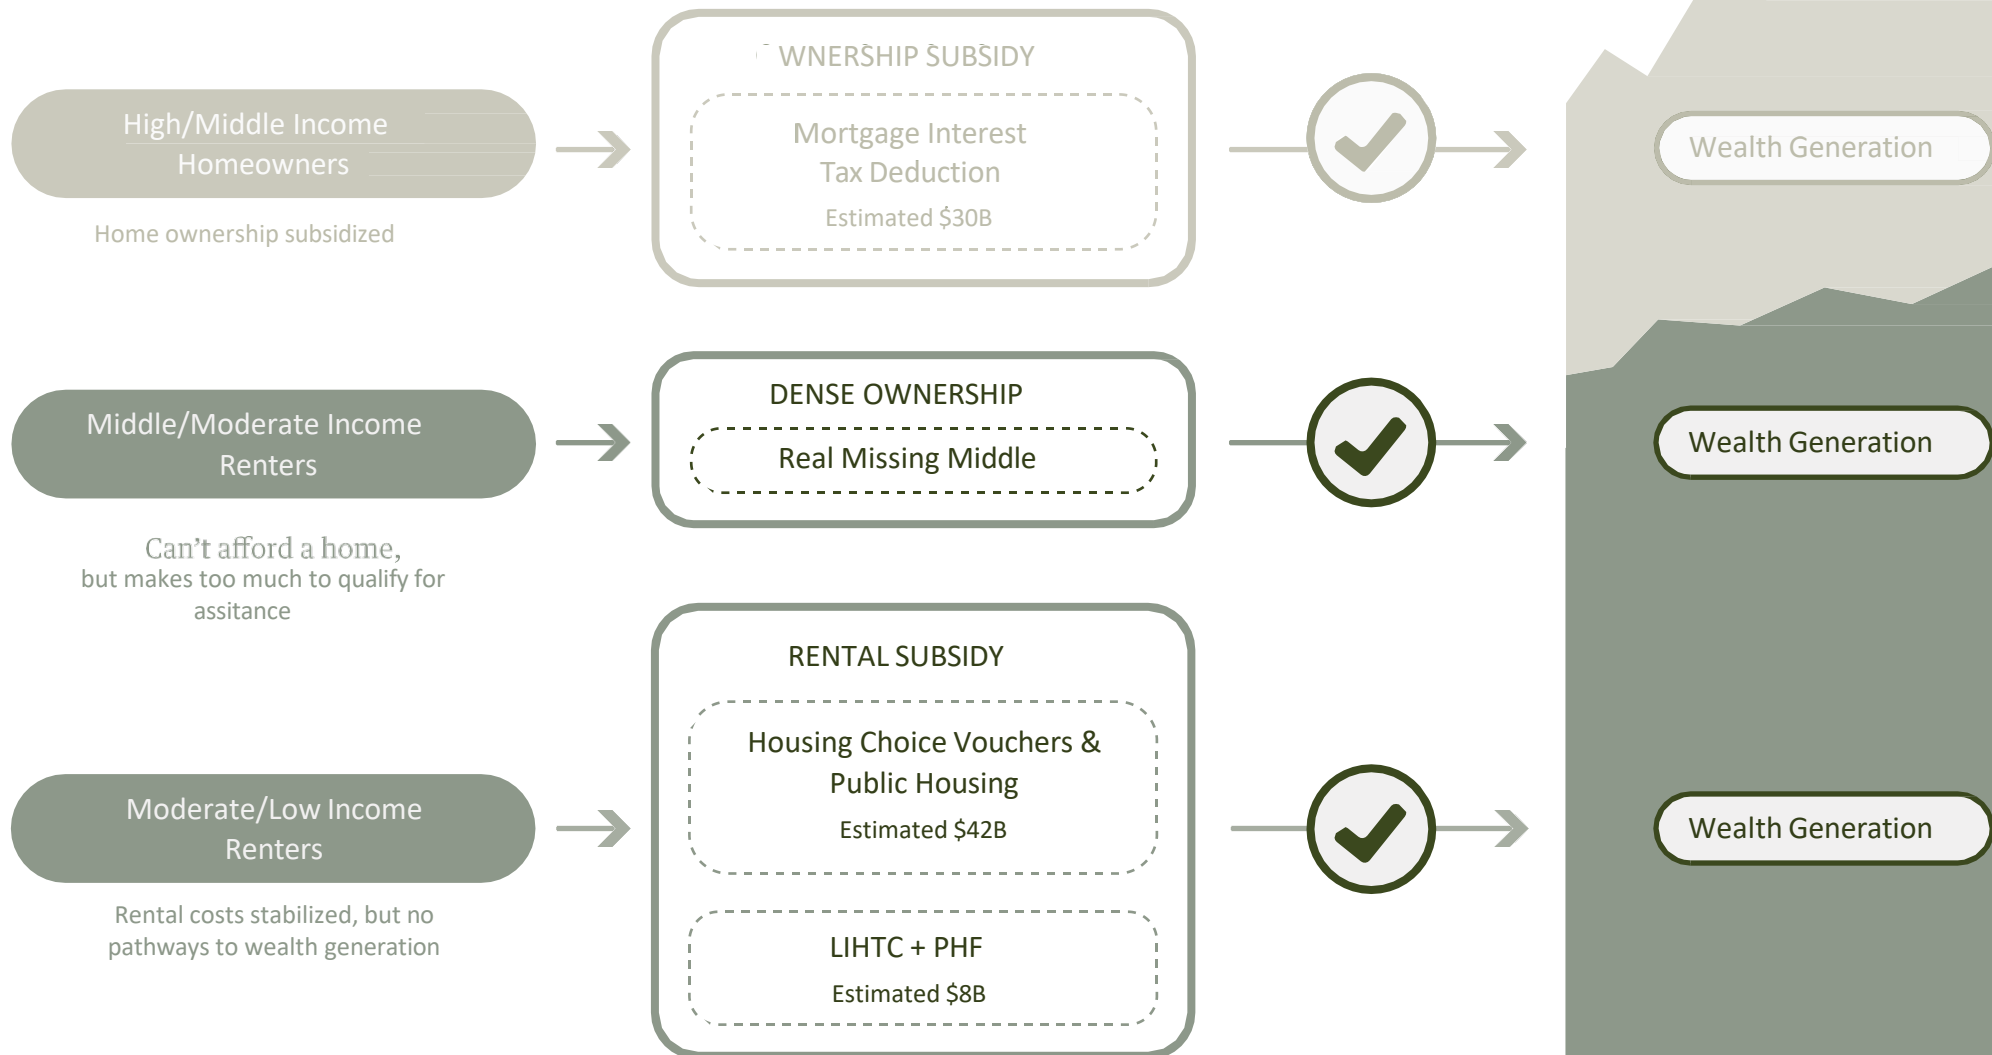 WNERSHIP SUBSIDY
High/Middle Income
Homeowners
Mortgage Interest
Tax Deduction
Estimated $30B
Wealth Generation
Home ownership subsidized
DENSE OWNERSHIP
Middle/Moderate Income
Renters
Real Missing Middle
Wealth Generation
Can't afford a home,
but makes too much to qualify for
assitance
RENTAL SUBSIDY
Housing Choice Vouchers &
Public Housing
Estimated $42B
Moderate/Low Income
Renters
Wealth Generation
Rental costs stabilized, but no
pathways to wealth generation
LIHTC + PHF
Estimated $8B